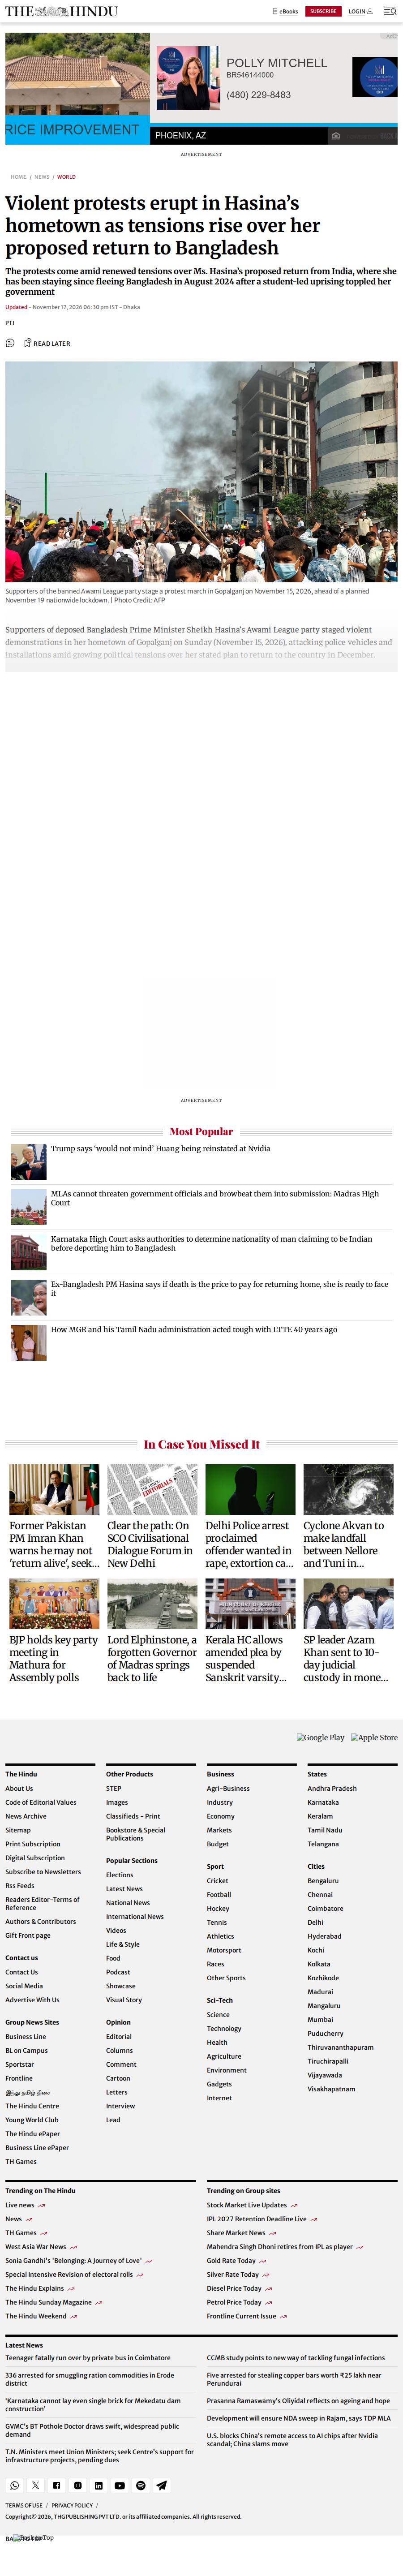 THE HINDU
eBooks
SUBSCRIBE
LOGIN
RICE IMPROVEMENT
POLLY MITCHELL
BR546144000
(480) 229-8483
PHOENIX, AZ
ADVERTISEMENT
HOME / NEWS / WORLD
Violent protests erupt in Hasina’s
hometown as tensions rise over her
proposed return to Bangladesh
The protests come amid renewed tensions over Ms. Hasina’s proposed return from India, where she
has been staying since fleeing Bangladesh in August 2024 after a student-led uprising toppled her
government
Updated - November 17, 2026 06:30 pm IST - Dhaka
PTI
READ LATER
Supporters of the banned Awami League party stage a protest march in Gopalganj on November 15, 2026, ahead of a planned
November 19 nationwide lockdown. | Photo Credit: AFP
Supporters of deposed Bangladesh Prime Minister Sheikh Hasina’s Awami League party staged violent
demonstrations in her hometown of Gopalganj on Sunday (November 15, 2026), attacking police vehicles and
installations amid growing political tensions over her stated plan to return to the country in December.
ADVERTISEMENT
Most Popular
Trump says ‘would not mind’ Huang being reinstated at Nvidia
MLAs cannot threaten government officials and browbeat them into submission: Madras High
Court
Karnataka High Court asks authorities to determine nationality of man claiming to be Indian
before deporting him to Bangladesh
Ex-Bangladesh PM Hasina says if death is the price to pay for returning home, she is ready to face
it
How MGR and his Tamil Nadu administration acted tough with LTTE 40 years ago
In Case You Missed It
Former Pakistan
PM Imran Khan
warns he may not
'return alive', seek...
Clear the path: On
SCO Civilisational
Dialogue Forum in
New Delhi
EDITORIALS
Delhi Police arrest
proclaimed
offender wanted in
rape, extortion ca...
Cyclone Akvan to
make landfall
between Nellore
and Tuni in...
BJP holds key party
meeting in
Mathura for
Assembly polls
Lord Elphinstone, a
forgotten Governor
of Madras springs
back to life
Kerala HC allows
amended plea by
suspended
Sanskrit varsity...
SP leader Azam
Khan sent to 10-
day judicial
custody in mone...
Google Play
Apple Store
The Hindu
About Us
Code of Editorial Values
News Archive
Sitemap
Print Subscription
Digital Subscription
Subscribe to Newsletters
Rss Feeds
Readers Editor-Terms of
Reference
Authors & Contributors
Gift Front page
Contact us
Contact Us
Social Media
Advertise With Us
Group News Sites
Business Line
BL on Campus
Sportstar
Frontline
இந்து தமிழ் திசை
The Hindu Centre
Young World Club
The Hindu ePaper
Business Line ePaper
TH Games
Other Products
STEP
Images
Classifieds - Print
Bookstore & Special
Publications
Popular Sections
Elections
Latest News
National News
International News
Videos
Life & Style
Food
Podcast
Showcase
Visual Story
Opinion
Editorial
Columns
Comment
Cartoon
Letters
Interview
Lead
Business
Agri-Business
Industry
Economy
Markets
Budget
Sport
Cricket
Football
Hockey
Tennis
Athletics
Motorsport
Races
Other Sports
Sci-Tech
Science
Technology
Health
Agriculture
Environment
Gadgets
Internet
States
Andhra Pradesh
Karnataka
Keralam
Tamil Nadu
Telangana
Cities
Bengaluru
Chennai
Coimbatore
Delhi
Hyderabad
Kochi
Kolkata
Kozhikode
Madurai
Mangaluru
Mumbai
Puducherry
Thiruvananthapuram
Tiruchirapalli
Vijayawada
Visakhapatnam
Trending on The Hindu
Live news
News
TH Games
West Asia War News
Sonia Gandhi's 'Belonging: A Journey of Love'
Special Intensive Revision of electoral rolls
The Hindu Explains
The Hindu Sunday Magazine
The Hindu Weekend
Trending on Group sites
Stock Market Live Updates
IPL 2027 Retention Deadline Live
Share Market News
Mahendra Singh Dhoni retires from IPL as player
Gold Rate Today
Silver Rate Today
Diesel Price Today
Petrol Price Today
Frontline Current Issue
Latest News
Teenager fatally run over by private bus in Coimbatore
336 arrested for smuggling ration commodities in Erode
district
‘Karnataka cannot lay even single brick for Mekedatu dam
construction’
GVMC’s BT Pothole Doctor draws swift, widespread public
demand
T.N. Ministers meet Union Ministers; seek Centre’s support for
infrastructure projects, pending dues
CCMB study points to new way of tackling fungal infections
Five arrested for stealing copper bars worth ₹25 lakh near
Perundurai
Prasanna Ramaswamy’s Oliyidal reflects on ageing and hope
Development will ensure NDA sweep in Rajam, says TDP MLA
U.S. blocks China’s remote access to AI chips after Nvidia
scandal; China slams move
TERMS OF USE / PRIVACY POLICY /
Copyright© 2026, THG PUBLISHING PVT LTD. or its affiliated companies. All rights reserved.
BACK TO TOP